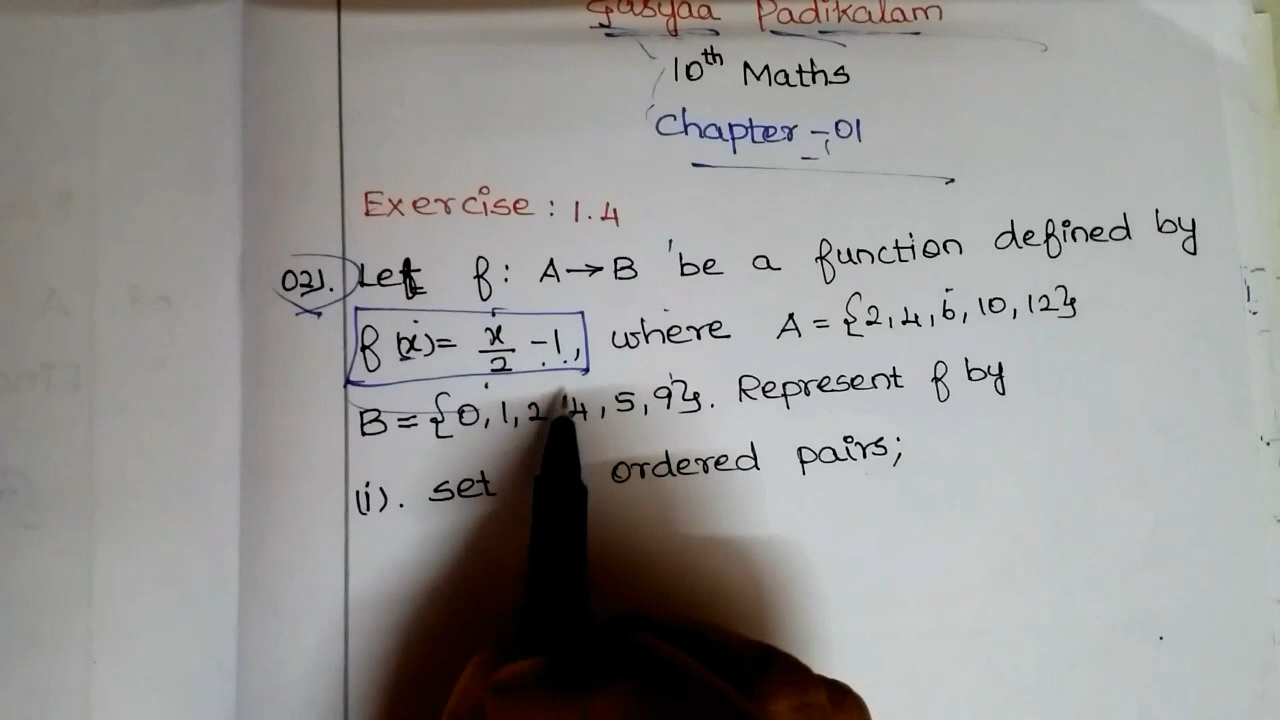 Padikalam
10th Maths
Chapter - 01
Exercise : 1.4
02). Let f : A→B be a function defined by
f(x) = x/2 - 1, where A = {2, 4, 6, 10, 12}
B = {0, 1, 2, 4, 5, 9}. Represent f by
(i). set ordered pairs;